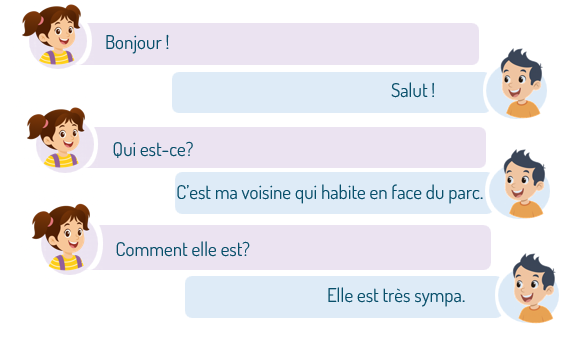 Bonjour !
Salut !
Qui est-ce?
C'est ma voisine qui habite en face du parc.
Comment elle est?
Elle est très sympa.